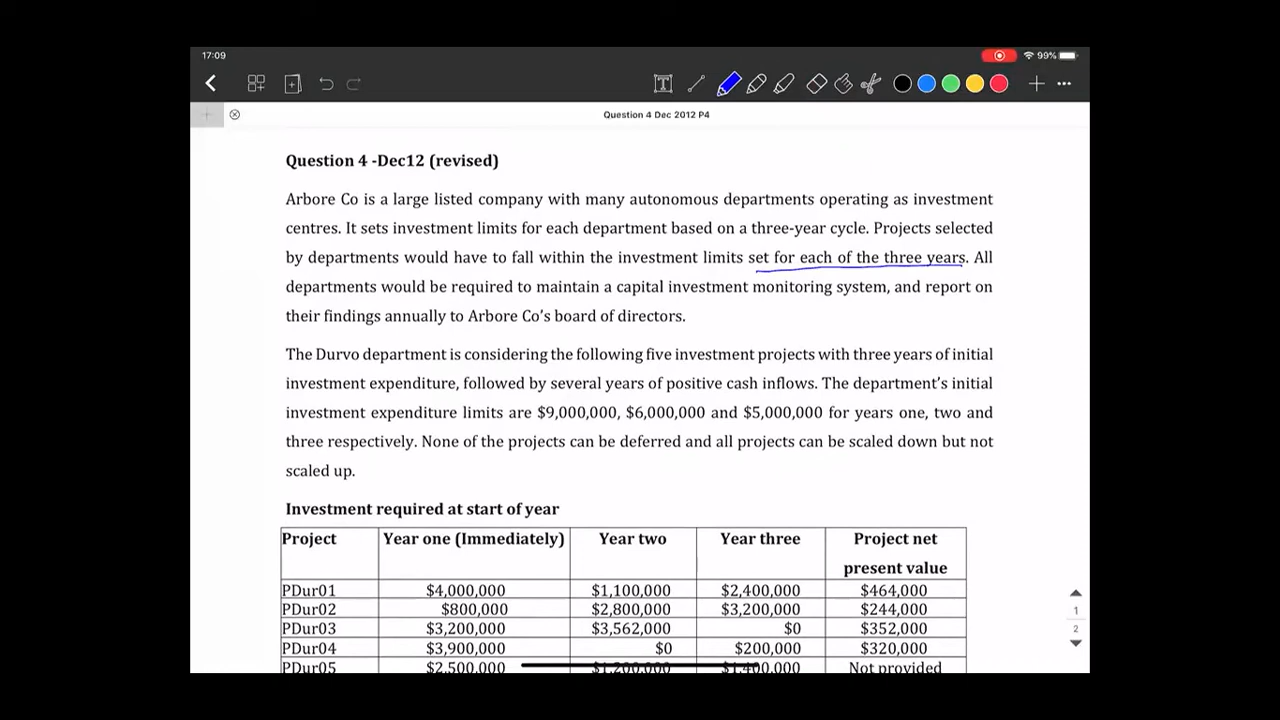 17:09
99%
Question 4 Dec 2012 P4
Question 4 -Dec12 (revised)
Arbore Co is a large listed company with many autonomous departments operating as investment
centres. It sets investment limits for each department based on a three-year cycle. Projects selected
by departments would have to fall within the investment limits set for each of the three years. All
departments would be required to maintain a capital investment monitoring system, and report on
their findings annually to Arbore Co's board of directors.
The Durvo department is considering the following five investment projects with three years of initial
investment expenditure, followed by several years of positive cash inflows. The department's initial
investment expenditure limits are $9,000,000, $6,000,000 and $5,000,000 for years one, two and
three respectively. None of the projects can be deferred and all projects can be scaled down but not
scaled up.
Investment required at start of year
Project Year one (Immediately) Year two Year three Project net
present value
PDur01 $4,000,000 $1,100,000 $2,400,000 $464,000
PDur02 $800,000 $2,800,000 $3,200,000 $244,000
PDur03 $3,200,000 $3,562,000 $0 $352,000
PDur04 $3,900,000 $0 $200,000 $320,000
PDur05 $2,500,000 $1,200,000 $1,400,000 Not provided
1
2